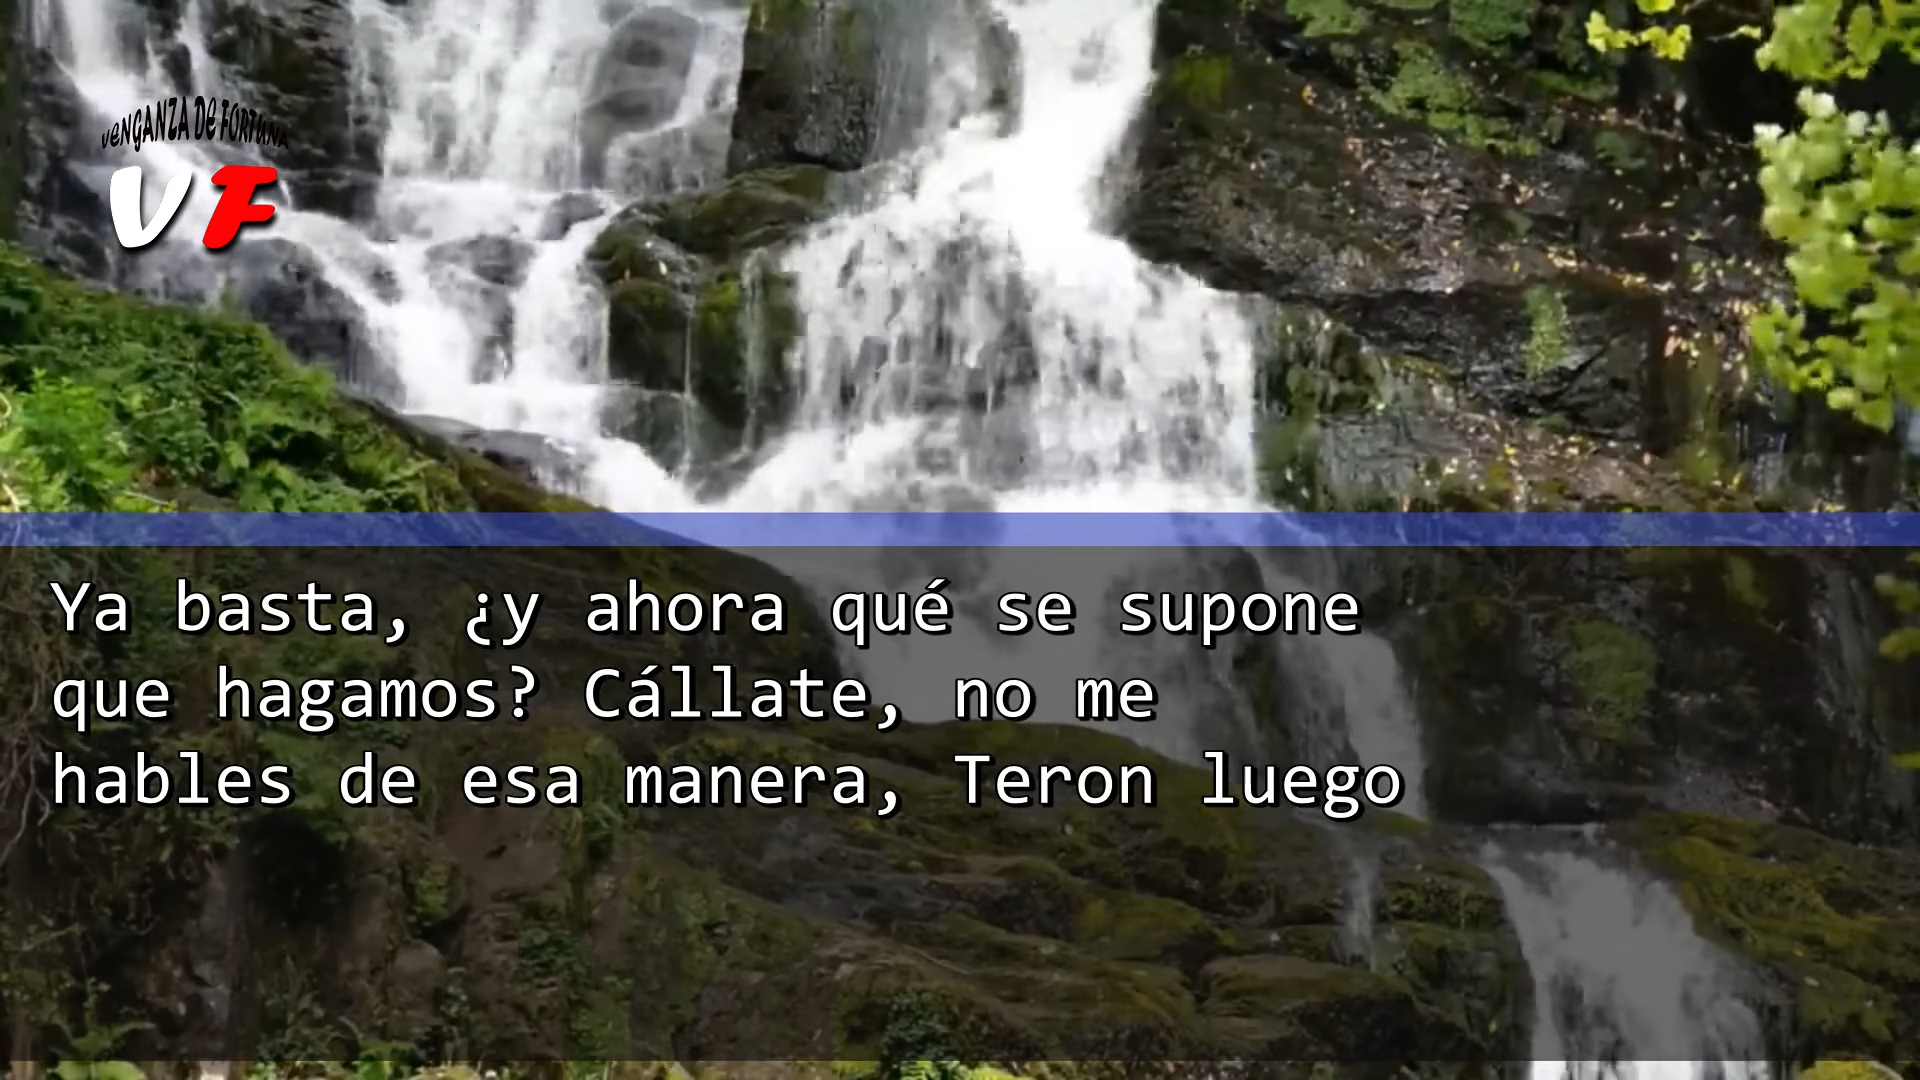 VENGANZA DE FORTUNA
VF
Ya basta, ¿y ahora qué se supone
que hagamos? Cállate, no me
hables de esa manera, Teron luego